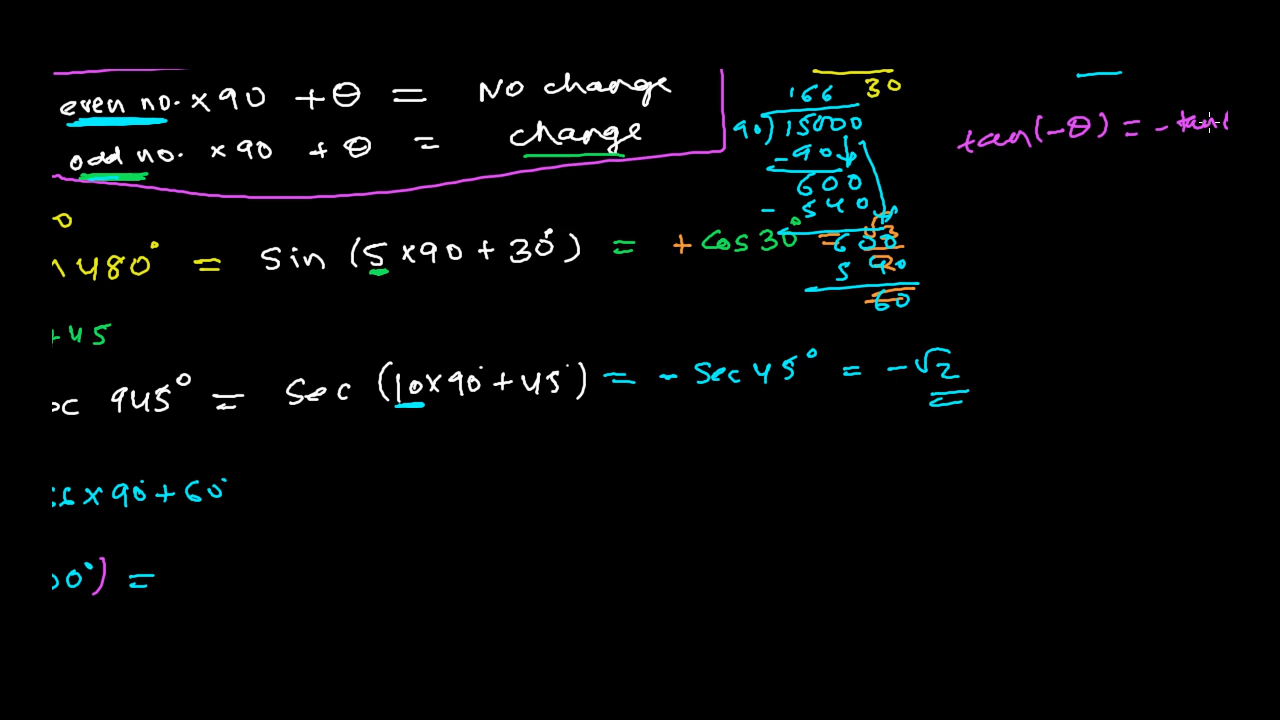 even no. × 90 + θ = No change
odd no. × 90 + θ = change
166
30
90)15000
-90
600
- 540
600
540
60
tan(-θ) = - tan
480° = sin (5 × 90 + 30°) = + cos 30°
+45
945° = sec (10 × 90° + 45°) = - sec 45° = - √2
× 90° + 60°
0°) =